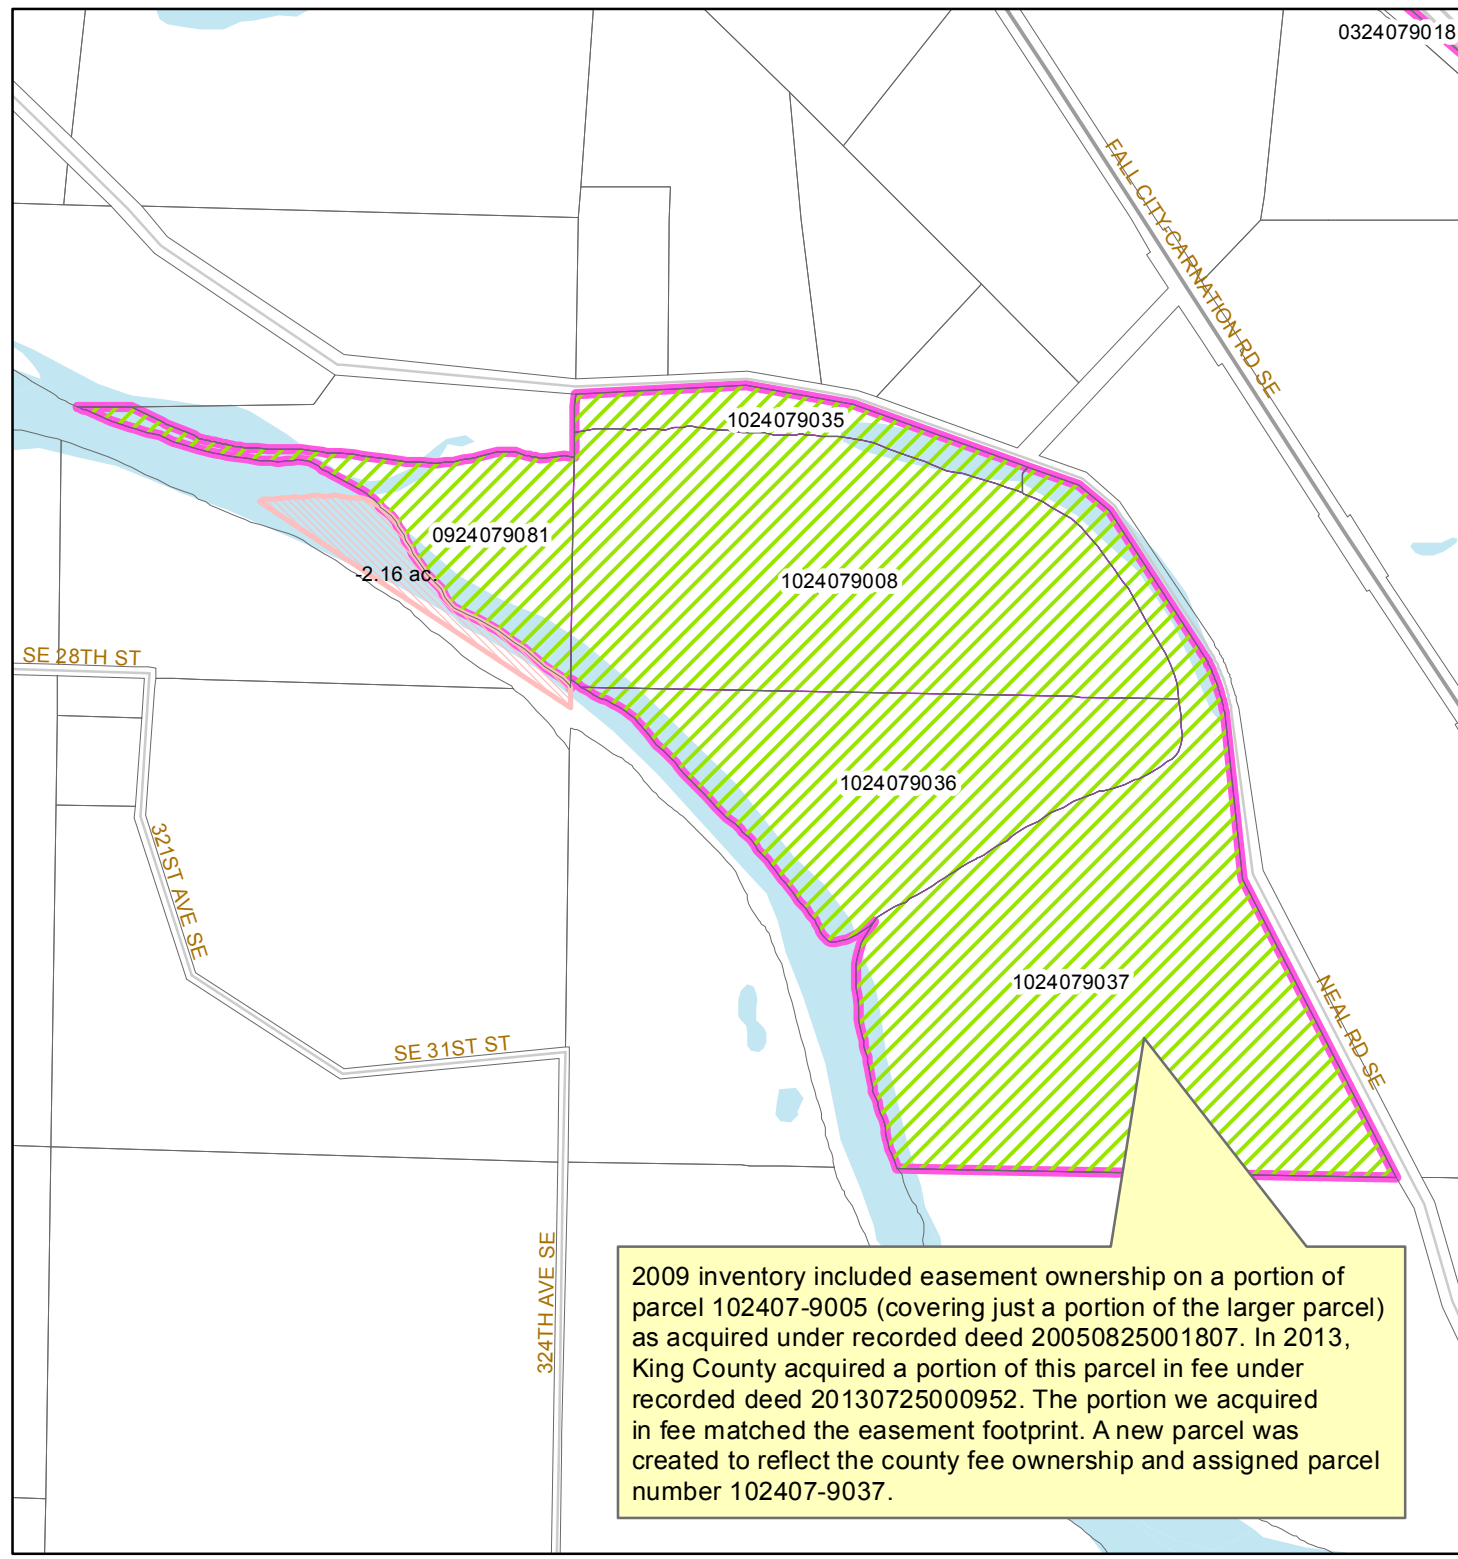 0324079018
FALL CITY-CARNATION RD SE
1024079035
0924079081
1024079008
-2.16 ac.
SE 28TH ST
1024079036
321ST AVE SE
1024079037
NEAL RD SE
SE 31ST ST
324TH AVE SE
2009 inventory included easement ownership on a portion of
parcel 102407-9005 (covering just a portion of the larger parcel)
as acquired under recorded deed 20050825001807. In 2013,
King County acquired a portion of this parcel in fee under
recorded deed 20130725000952. The portion we acquired
in fee matched the easement footprint. A new parcel was
created to reflect the county fee ownership and assigned parcel
number 102407-9037.